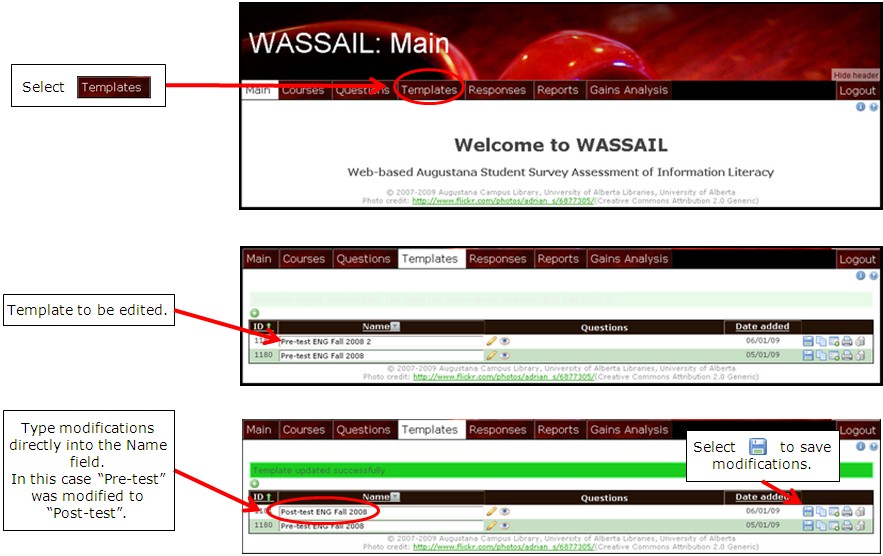 WASSAIL: Main
Hide header
Select Templates
Main Courses Questions Templates Responses Reports Gains Analysis Logout
Welcome to WASSAIL
Web-based Augustana Student Survey Assessment of Information Literacy
© 2007-2009 Augustana Campus Library, University of Alberta Libraries, University of Alberta
Photo credit: http://www.flickr.com/photos/adrian_s/6877305/(Creative Commons Attribution 2.0 Generic)
Main Courses Questions Templates Responses Reports Gains Analysis Logout
Template to be edited.
ID Name Questions Date added
Pre-test ENG Fall 2008 2 06/01/09
1180 Pre-test ENG Fall 2008 05/01/09
© 2007-2009 Augustana Campus Library, University of Alberta Libraries, University of Alberta
Photo credit: http://www.flickr.com/photos/adrian_s/6877305/(Creative Commons Attribution 2.0 Generic)
Type modifications
directly into the Name
field.
In this case “Pre-test”
was modified to
“Post-test”.
Main Courses Questions Templates Responses Reports Gains Analysis Logout
Select to save
modifications.
Template updated successfully
ID Name Questions Date added
Post-test ENG Fall 2008 06/01/09
1180 Pre-test ENG Fall 2008 05/01/09
© 2007-2009 Augustana Campus Library, University of Alberta Libraries, University of Alberta
Photo credit: http://www.flickr.com/photos/adrian_s/6877305/(Creative Commons Attribution 2.0 Generic)